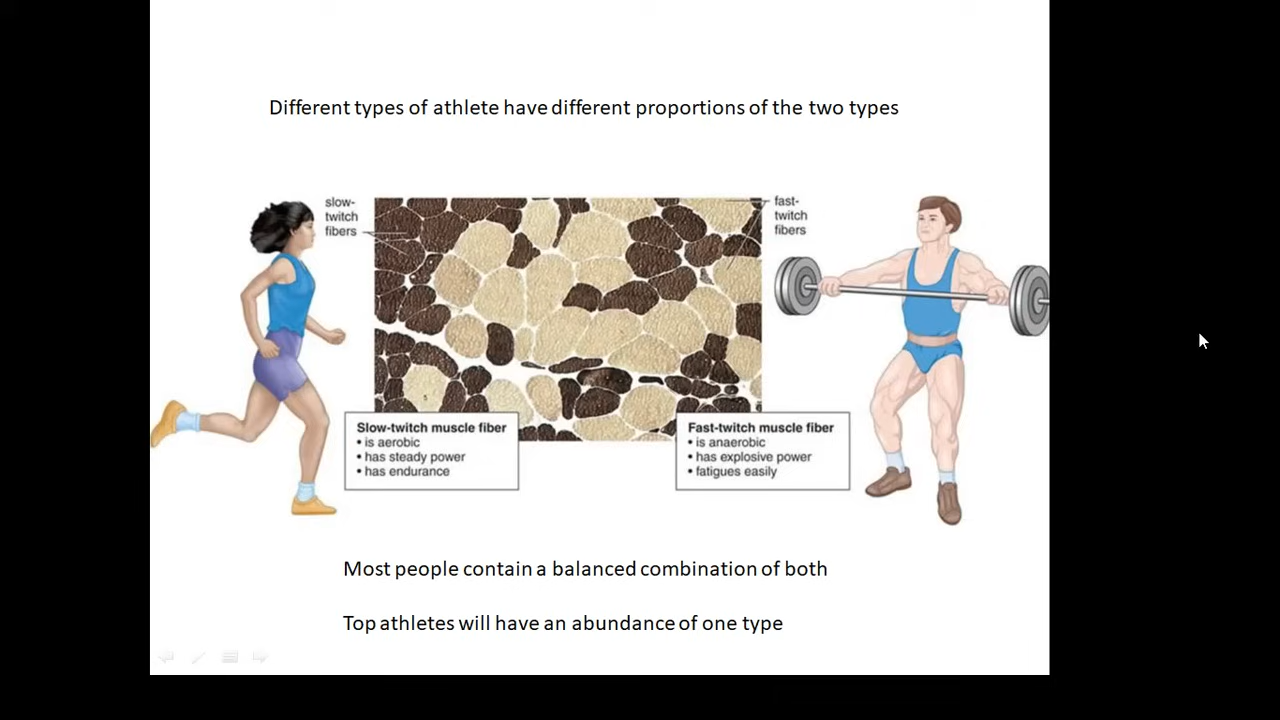 Different types of athlete have different proportions of the two types
slow-
twitch
fibers
fast-
twitch
fibers
Slow-twitch muscle fiber
• is aerobic
• has steady power
• has endurance
Fast-twitch muscle fiber
• is anaerobic
• has explosive power
• fatigues easily
Most people contain a balanced combination of both
Top athletes will have an abundance of one type